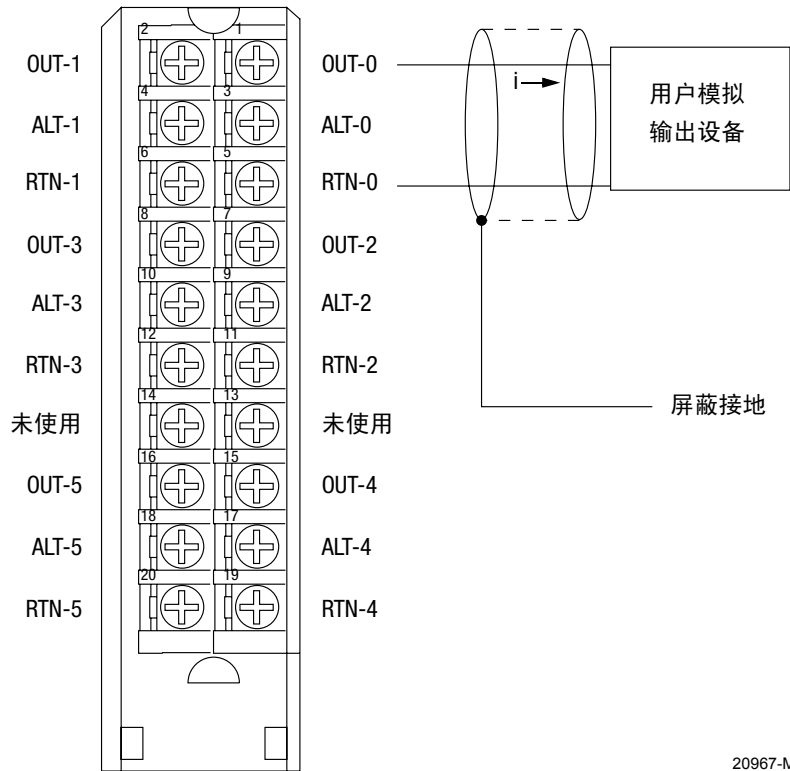 2 1
OUT-1 OUT-0
i
用户模拟
输出设备
4 3
ALT-1 ALT-0
6 5
RTN-1 RTN-0
8 7
OUT-3 OUT-2
10 9
ALT-3 ALT-2
12 11
RTN-3 RTN-2
14 13
未使用 未使用
屏蔽接地
16 15
OUT-5 OUT-4
18 17
ALT-5 ALT-4
20 19
RTN-5 RTN-4
20967-M